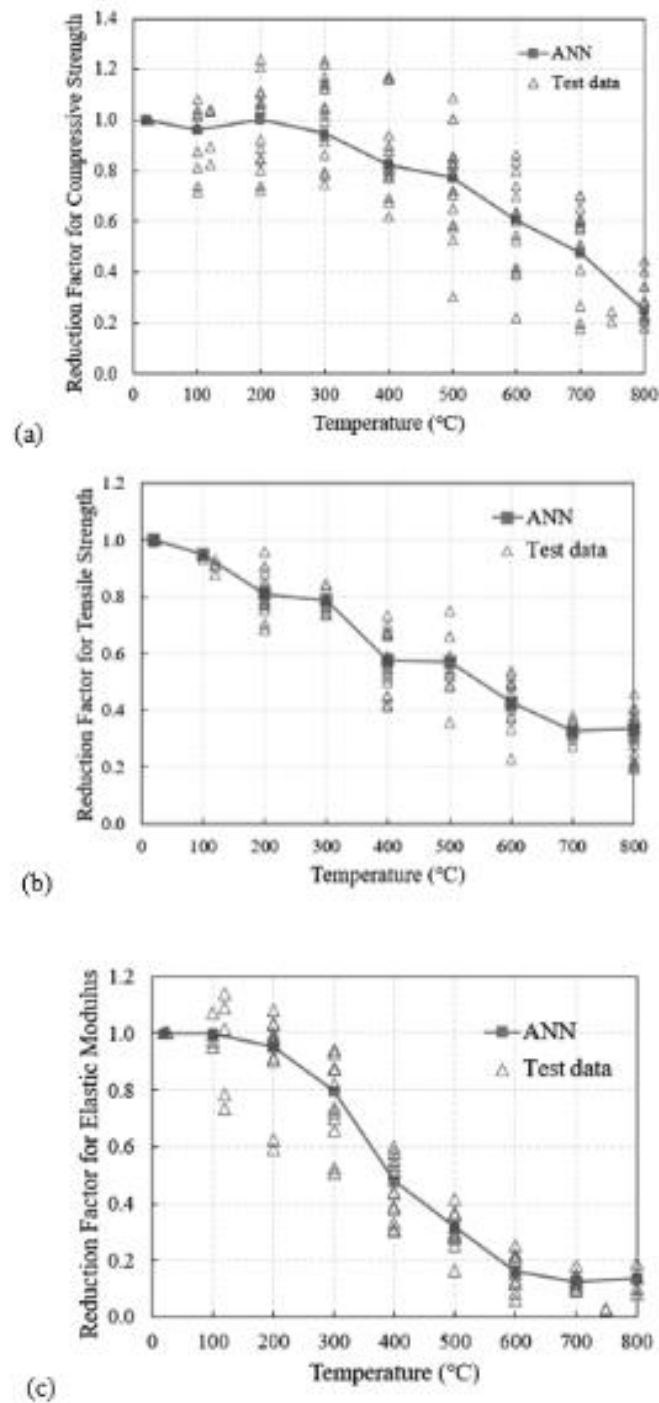 1.4
ANN
Test data
1.2
1.0
0.8
0.6
0.4
0.2
0.0
Reduction Factor for Compressive Strength
0 100 200 300 400 500 600 700 800
Temperature (°C)
(a)
1.2
ANN
Test data
1.0
0.8
0.6
0.4
0.2
0.0
Reduction Factor for Tensile Strength
0 100 200 300 400 500 600 700 800
Temperature (°C)
(b)
1.2
ANN
Test data
1.0
0.8
0.6
0.4
0.2
0.0
Reduction Factor for Elastic Modulus
0 100 200 300 400 500 600 700 800
Temperature (°C)
(c)